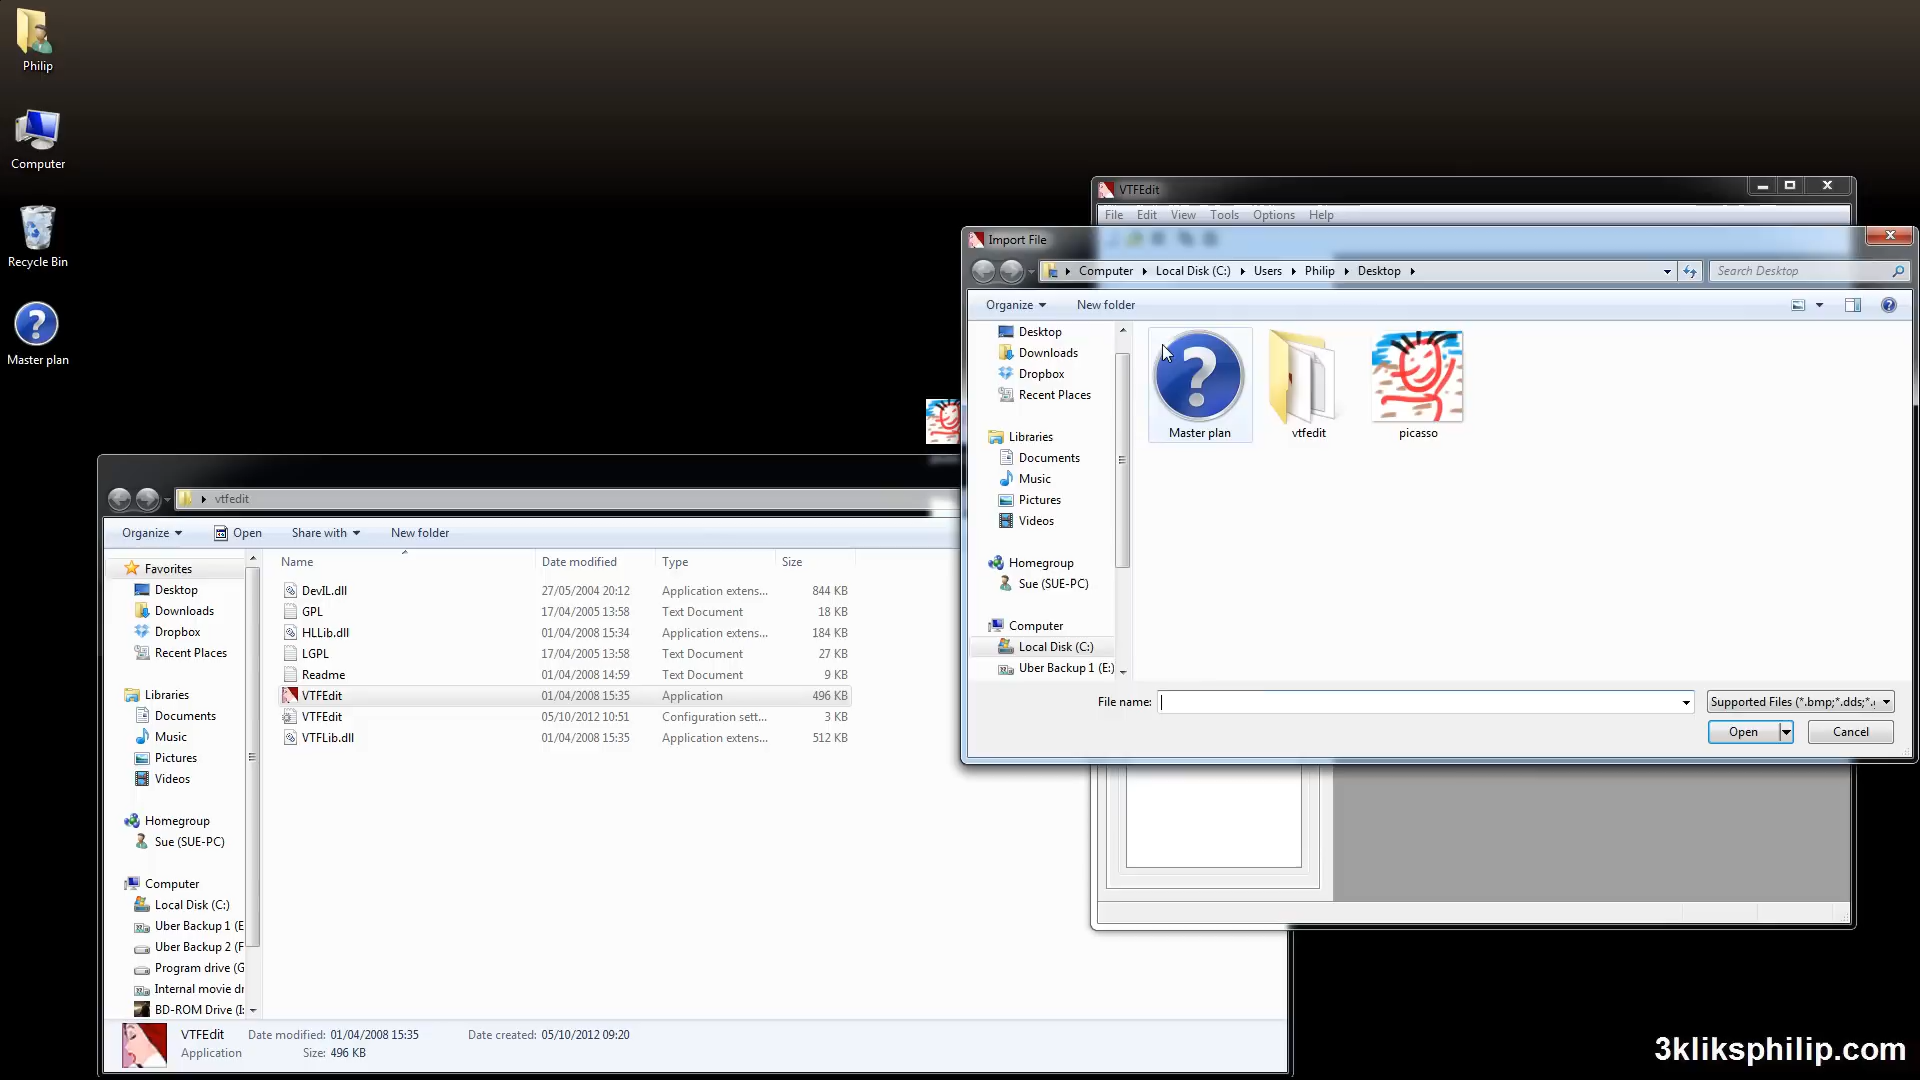 Philip
Computer
Recycle Bin
Master plan
VTFEdit
File Edit View Tools Options Help
Import File
Computer Local Disk (C:) Users Philip Desktop
Search Desktop
Organize New folder
Desktop
Downloads
Dropbox
Recent Places
Libraries
Documents
Music
Pictures
Videos
Homegroup
Sue (SUE-PC)
Computer
Local Disk (C:)
Uber Backup 1 (E:)
Master plan
vtfedit
picasso
File name:
Supported Files (*.bmp;*.dds;*.
Open
Cancel
vtfedit
Organize Open Share with New folder
Favorites
Desktop
Downloads
Dropbox
Recent Places
Libraries
Documents
Music
Pictures
Videos
Homegroup
Sue (SUE-PC)
Computer
Local Disk (C:)
Uber Backup 1 (E
Uber Backup 2 (F
Program drive (G
Internal movie dr
BD-ROM Drive (I:
Name Date modified Type Size
DevIL.dll 27/05/2004 20:12 Application extens... 844 KB
GPL 17/04/2005 13:58 Text Document 18 KB
HLLib.dll 01/04/2008 15:34 Application extens... 184 KB
LGPL 17/04/2005 13:58 Text Document 27 KB
Readme 01/04/2008 14:59 Text Document 9 KB
VTFEdit 01/04/2008 15:35 Application 496 KB
VTFEdit 05/10/2012 10:51 Configuration sett... 3 KB
VTFLib.dll 01/04/2008 15:35 Application extens... 512 KB
VTFEdit Date modified: 01/04/2008 15:35 Date created: 05/10/2012 09:20
Application Size: 496 KB
3kliksphilip.com